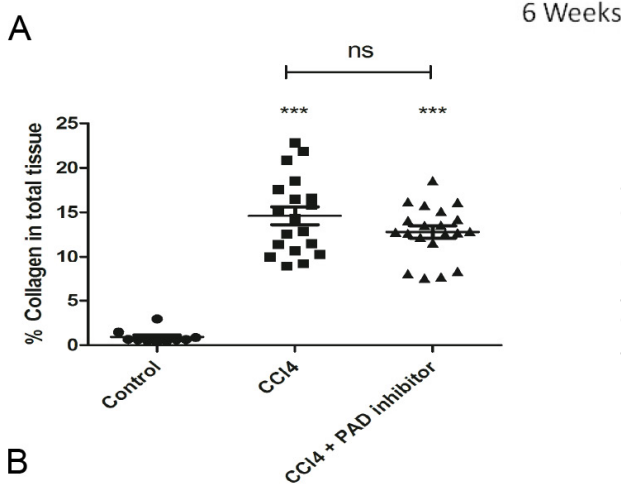 A
6 Weeks
ns
*** ***
% Collagen in total tissue
25
20
15
10
5
0
Control
CCl4
CCl4 + PAD inhibitor
B